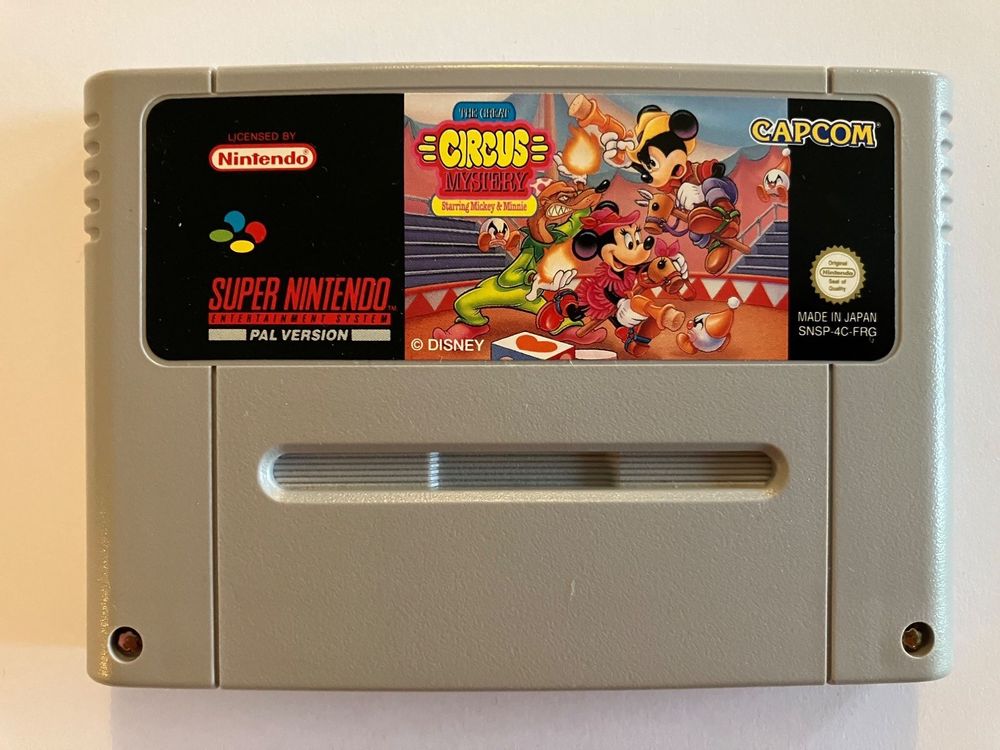 LICENSED BY
Nintendo®
SUPER NINTENDO™
ENTERTAINMENT SYSTEM
PAL VERSION
THE GREAT
CIRCUS
MYSTERY
Starring Mickey & Minnie
© DISNEY
CAPCOM®
Original
Nintendo
Seal of
Quality
MADE IN JAPAN
SNSP-4C-FRG